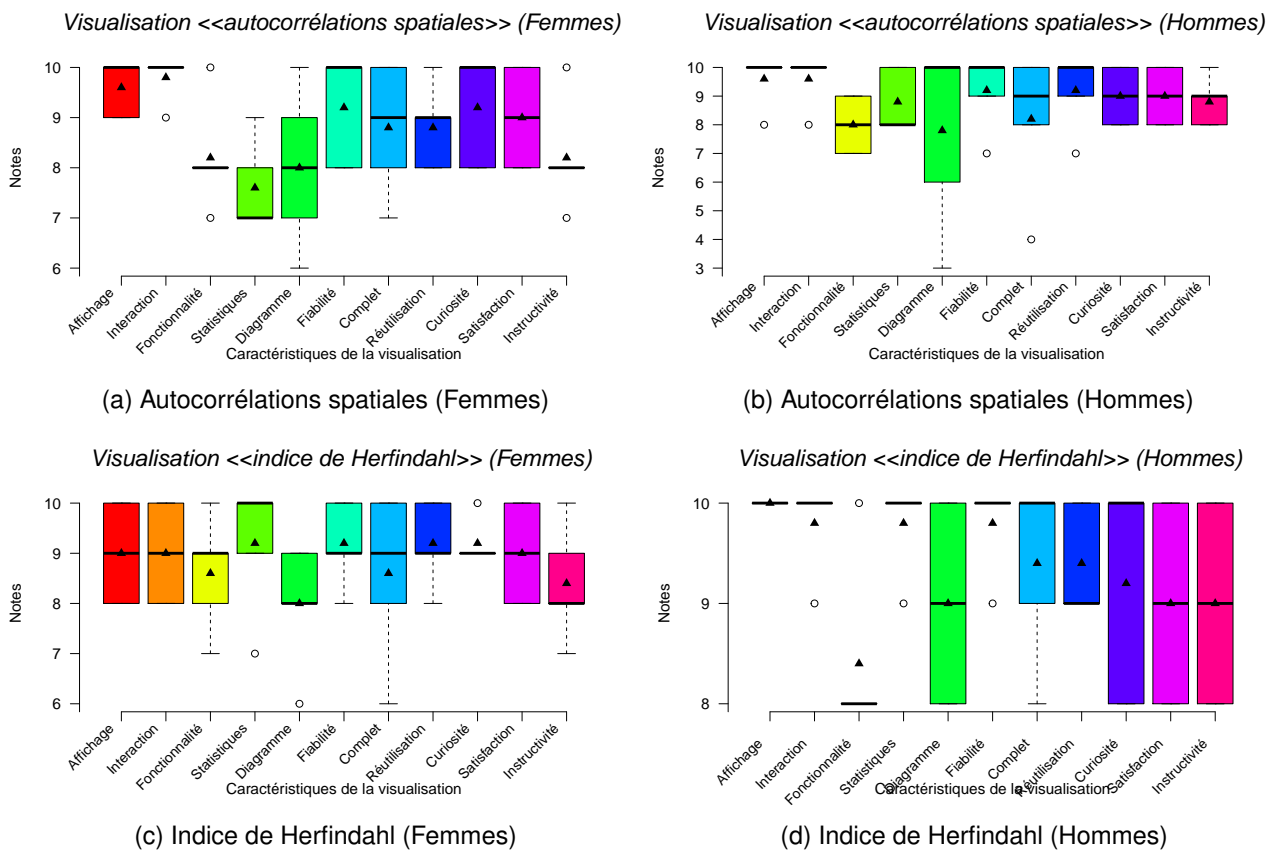 Visualisation <<autocorrélations spatiales>> (Femmes)
Notes
10
9
8
7
6
Affichage
Interaction
Fonctionnalité
Statistiques
Diagramme
Fiabilité
Complet
Réutilisation
Curiosité
Satisfaction
Instructivité
Caractéristiques de la visualisation
(a) Autocorrélations spatiales (Femmes)
Visualisation <<autocorrélations spatiales>> (Hommes)
Notes
10
9
8
7
6
5
4
3
Affichage
Interaction
Fonctionnalité
Statistiques
Diagramme
Fiabilité
Complet
Réutilisation
Curiosité
Satisfaction
Instructivité
Caractéristiques de la visualisation
(b) Autocorrélations spatiales (Hommes)
Visualisation <<indice de Herfindahl>> (Femmes)
Notes
10
9
8
7
6
Affichage
Interaction
Fonctionnalité
Statistiques
Diagramme
Fiabilité
Complet
Réutilisation
Curiosité
Satisfaction
Instructivité
Caractéristiques de la visualisation
(c) Indice de Herfindahl (Femmes)
Visualisation <<indice de Herfindahl>> (Hommes)
Notes
10
9
8
Affichage
Interaction
Fonctionnalité
Statistiques
Diagramme
Fiabilité
Complet
Réutilisation
Curiosité
Satisfaction
Instructivité
Caractéristiques de la visualisation
(d) Indice de Herfindahl (Hommes)